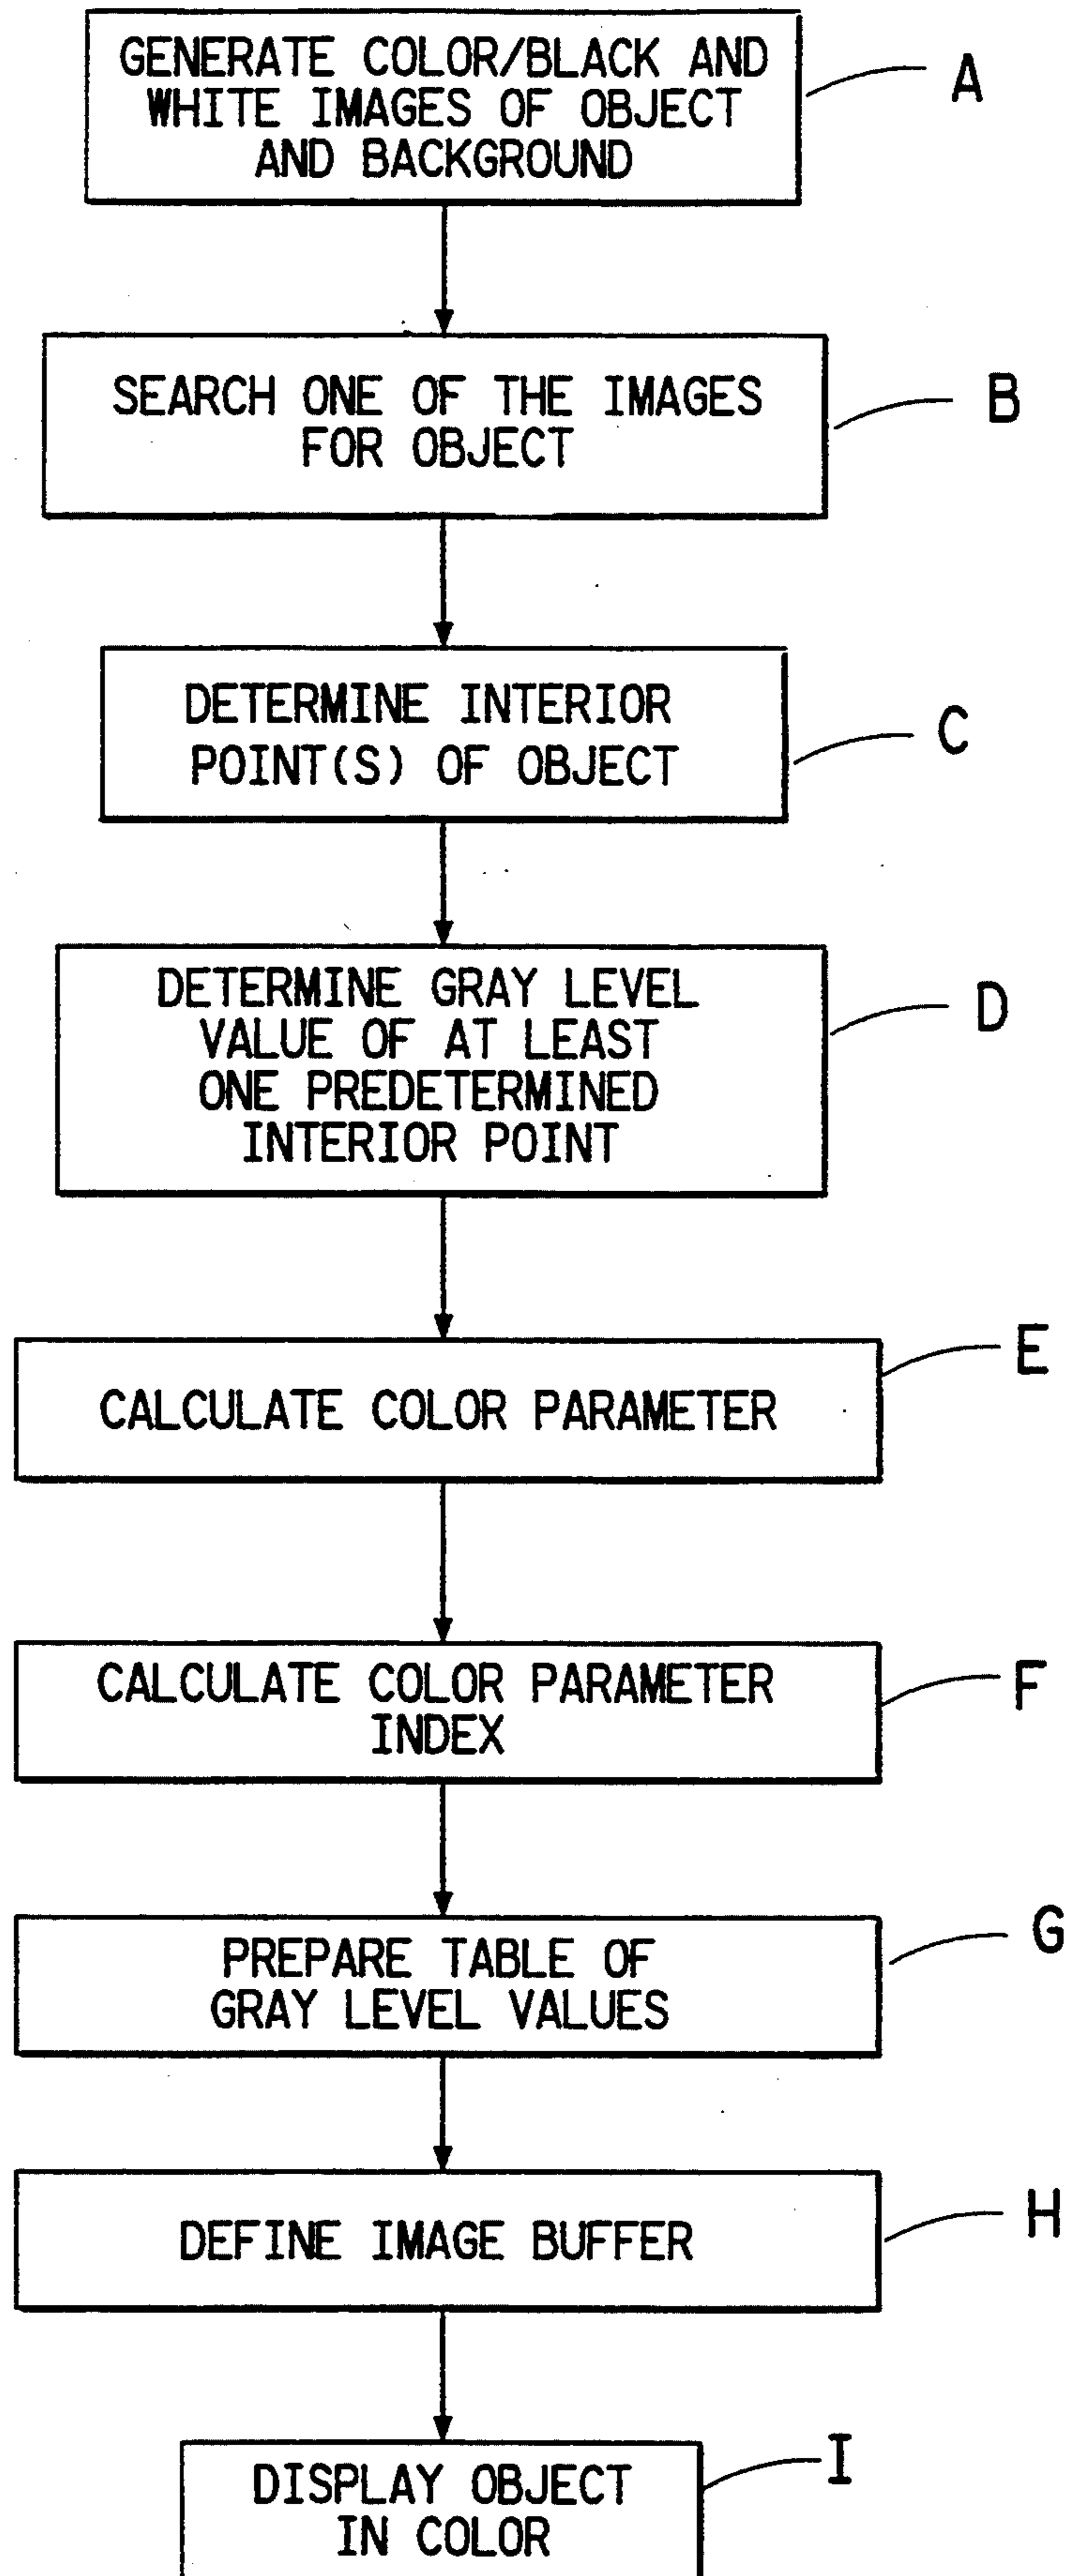 GENERATE COLOR/BLACK AND
WHITE IMAGES OF OBJECT
AND BACKGROUND
A
SEARCH ONE OF THE IMAGES
FOR OBJECT
B
DETERMINE INTERIOR
POINT(S) OF OBJECT
C
DETERMINE GRAY LEVEL
VALUE OF AT LEAST
ONE PREDETERMINED
INTERIOR POINT
D
CALCULATE COLOR PARAMETER
E
CALCULATE COLOR PARAMETER
INDEX
F
PREPARE TABLE OF
GRAY LEVEL VALUES
G
DEFINE IMAGE BUFFER
H
DISPLAY OBJECT
IN COLOR
I